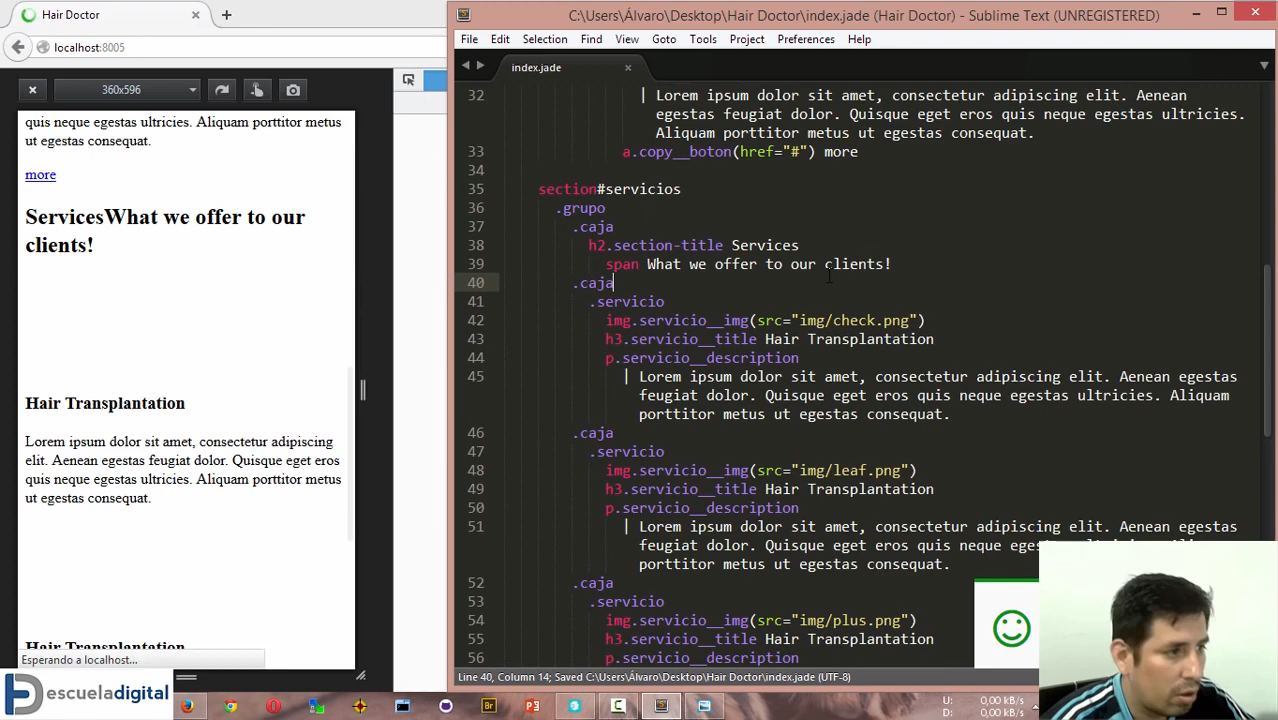 Hair Doctor
localhost:8005
360x596
quis neque egestas ultricies. Aliquam porttitor metus
ut egestas consequat.
more
ServicesWhat we offer to our
clients!
Hair Transplantation
Lorem ipsum dolor sit amet, consectetur adipiscing
elit. Aenean egestas feugiat dolor. Quisque eget eros
quis neque egestas ultricies. Aliquam porttitor metus
ut egestas consequat.
Hair Transplantation
Esperando a localhost...
escueladigital
C:\Users\Álvaro\Desktop\Hair Doctor\index.jade (Hair Doctor) - Sublime Text (UNREGISTERED)
File Edit Selection Find View Goto Tools Project Preferences Help
index.jade
32 | Lorem ipsum dolor sit amet, consectetur adipiscing elit. Aenean
egestas feugiat dolor. Quisque eget eros quis neque egestas ultricies.
Aliquam porttitor metus ut egestas consequat.
33 a.copy__boton(href="#") more
34
35 section#servicios
36 .grupo
37 .caja
38 h2.section-title Services
39 span What we offer to our clients!
40 .caja
41 .servicio
42 img.servicio__img(src="img/check.png")
43 h3.servicio__title Hair Transplantation
44 p.servicio__description
45 | Lorem ipsum dolor sit amet, consectetur adipiscing elit. Aenean egestas
feugiat dolor. Quisque eget eros quis neque egestas ultricies. Aliquam
porttitor metus ut egestas consequat.
46 .caja
47 .servicio
48 img.servicio__img(src="img/leaf.png")
49 h3.servicio__title Hair Transplantation
50 p.servicio__description
51 | Lorem ipsum dolor sit amet, consectetur adipiscing elit. Aenean egestas
feugiat dolor. Quisque eget eros quis neque
porttitor metus ut egestas consequat.
52 .caja
53 .servicio
54 img.servicio__img(src="img/plus.png")
55 h3.servicio__title Hair Transplantation
56 p.servicio__description
Line 40, Column 14; Saved C:\Users\Álvaro\Desktop\Hair Doctor\index.jade (UTF-8)
Br
U: 0,00 kB/s
D: 0,00 kB/s